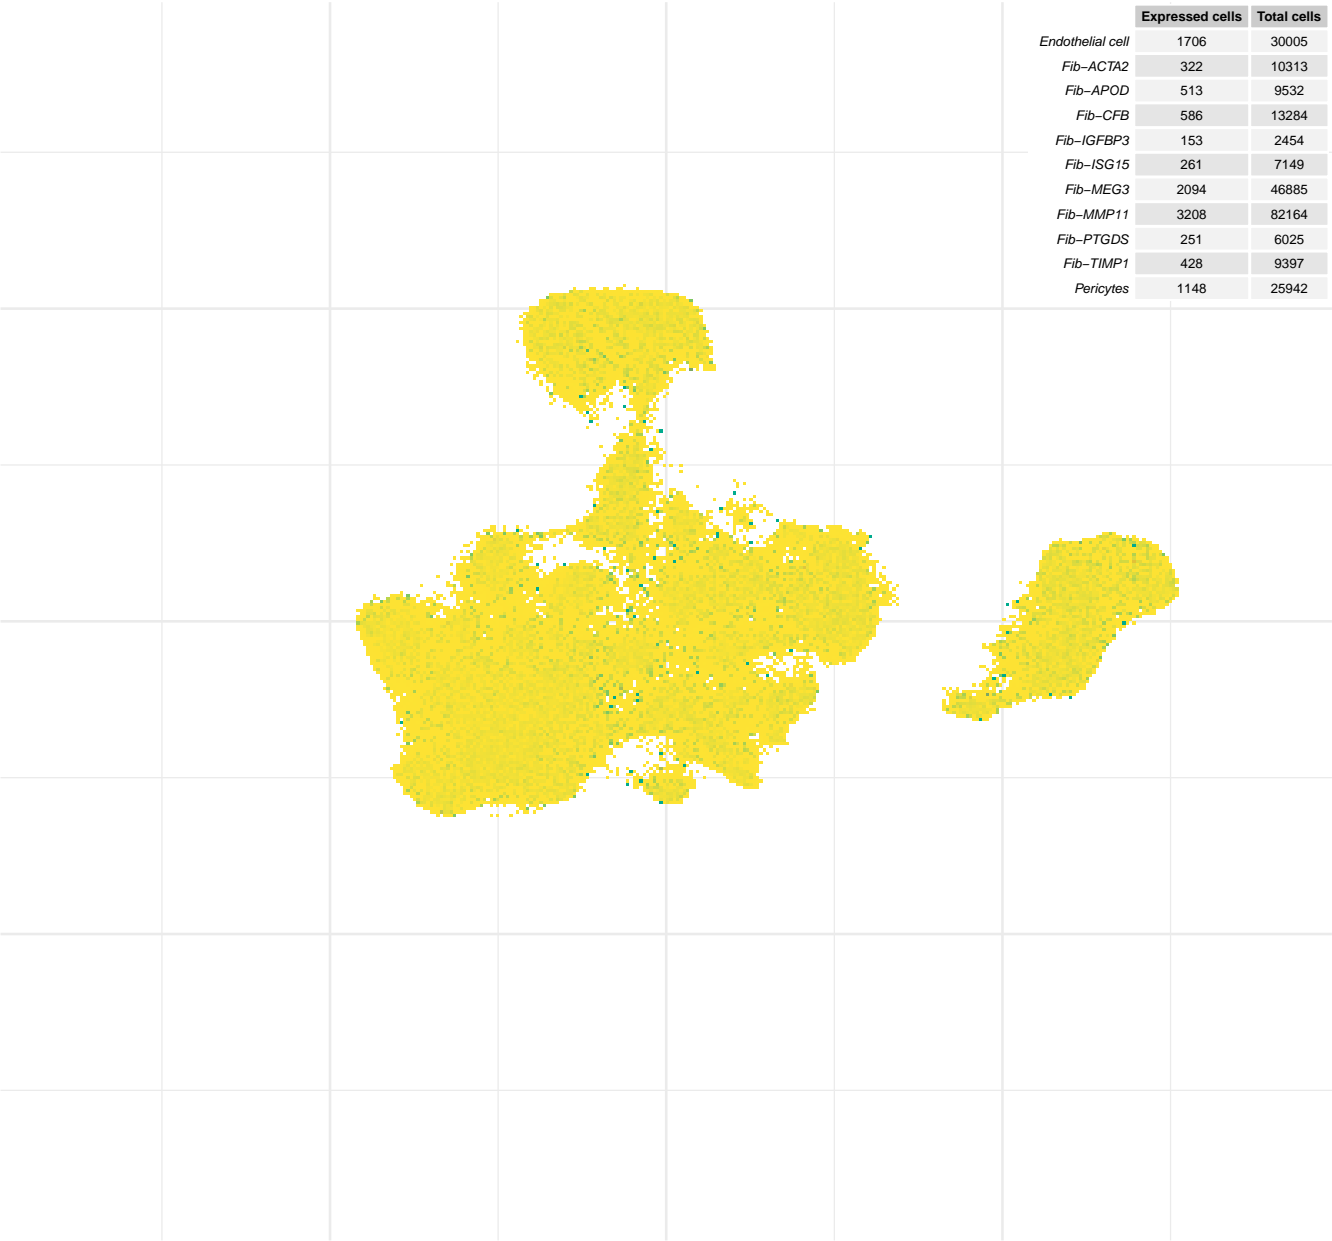 Expressed cells Total cells
Endothelial cell 1706 30005
Fib−ACTA2 322 10313
Fib−APOD 513 9532
Fib−CFB 586 13284
Fib−IGFBP3 153 2454
Fib−ISG15 261 7149
Fib−MEG3 2094 46885
Fib−MMP11 3208 82164
Fib−PTGDS 251 6025
Fib−TIMP1 428 9397
Pericytes 1148 25942